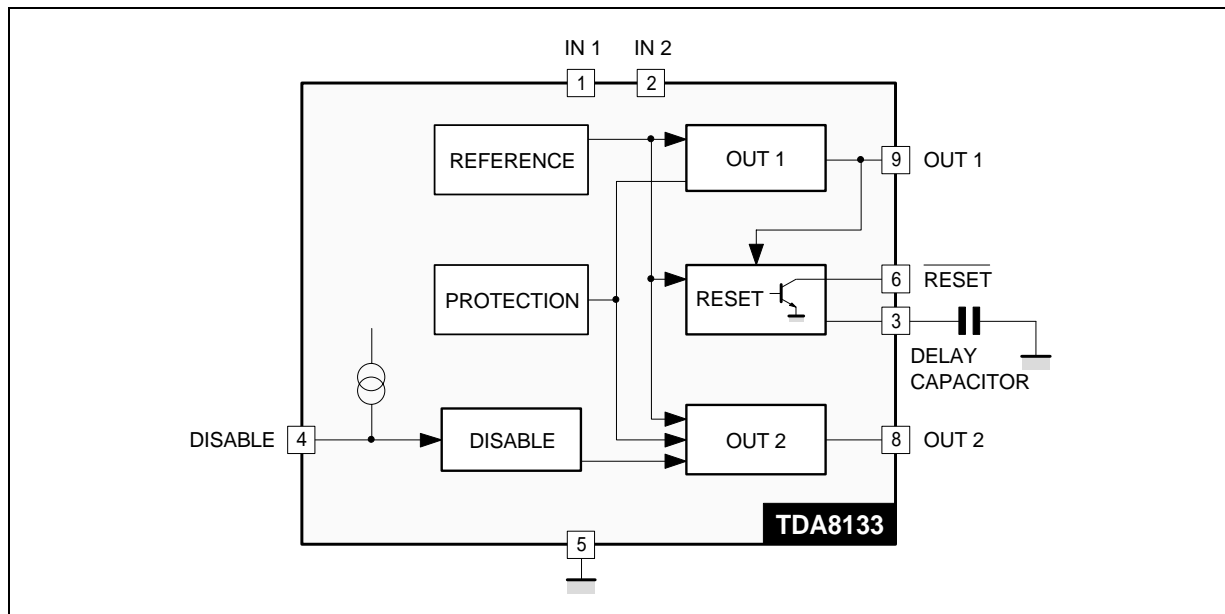 IN 1 IN 2
1 2
REFERENCE OUT 1 9 OUT 1
PROTECTION RESET 6 RESET
3
DELAY
CAPACITOR
DISABLE 4 DISABLE OUT 2 8 OUT 2
TDA8133
5